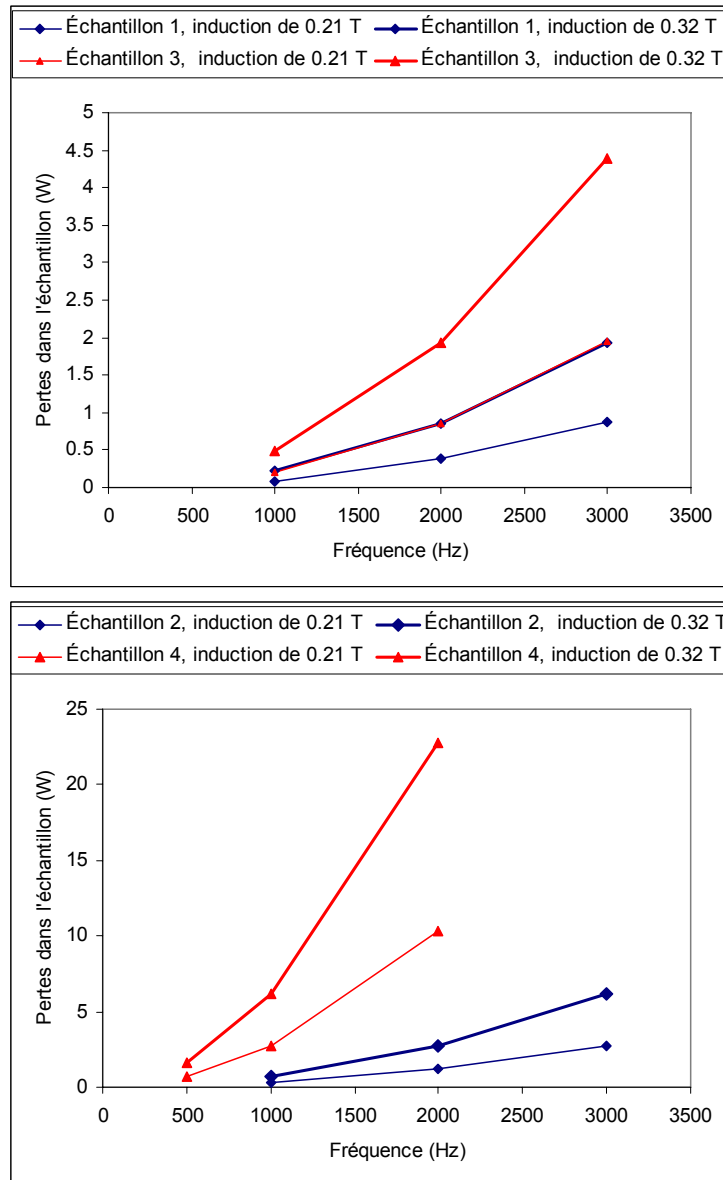 Échantillon 1, induction de 0.21 T Échantillon 1, induction de 0.32 T
Échantillon 3, induction de 0.21 T Échantillon 3, induction de 0.32 T
5
4.5
4
3.5
3
2.5
2
1.5
1
0.5
0
Pertes dans l'échantillon (W)
0 500 1000 1500 2000 2500 3000 3500
Fréquence (Hz)
Échantillon 2, induction de 0.21 T Échantillon 2, induction de 0.32 T
Échantillon 4, induction de 0.21 T Échantillon 4, induction de 0.32 T
25
20
15
10
5
0
Pertes dans l'échantillon (W)
0 500 1000 1500 2000 2500 3000 3500
Fréquence (Hz)